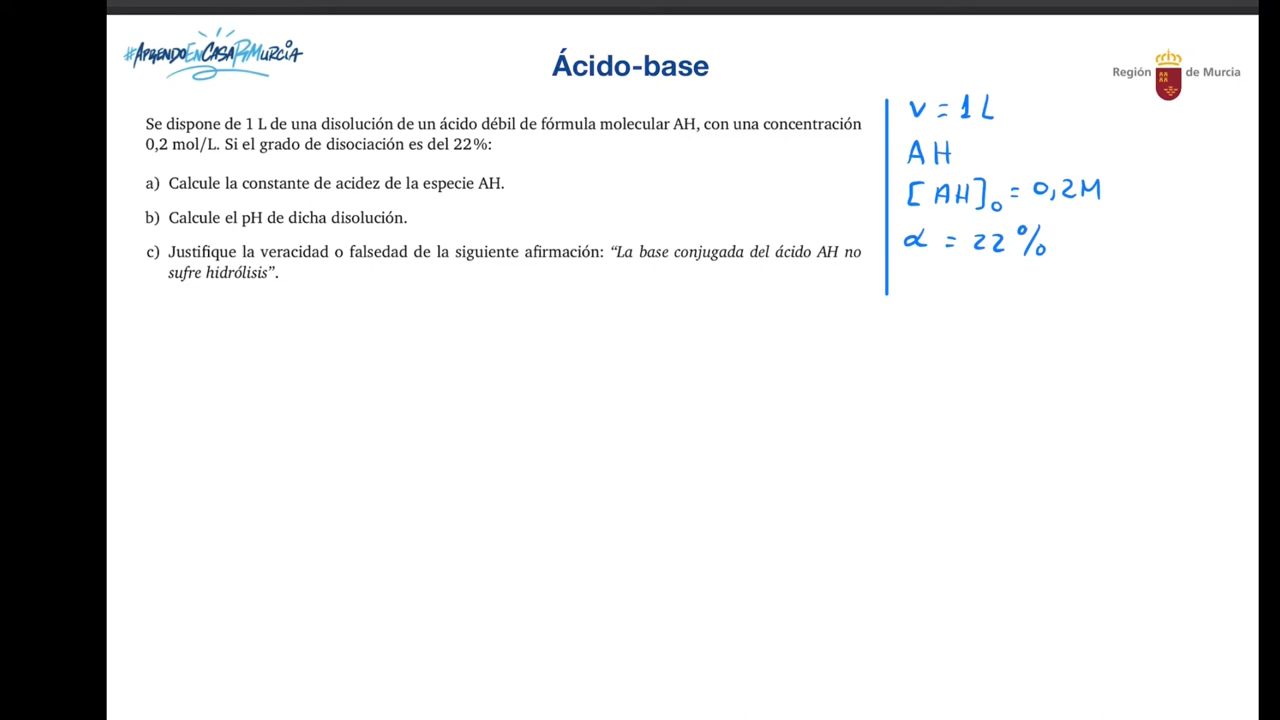 #APRENDOENCASARMURCIA
Ácido-base
Región de Murcia
Se dispone de 1 L de una disolución de un ácido débil de fórmula molecular AH, con una concentración
0,2 mol/L. Si el grado de disociación es del 22%:
a) Calcule la constante de acidez de la especie AH.
b) Calcule el pH de dicha disolución.
c) Justifique la veracidad o falsedad de la siguiente afirmación: “La base conjugada del ácido AH no
sufre hidrólisis”.
V = 1 L
AH
[AH]₀ = 0,2M
α = 22 %